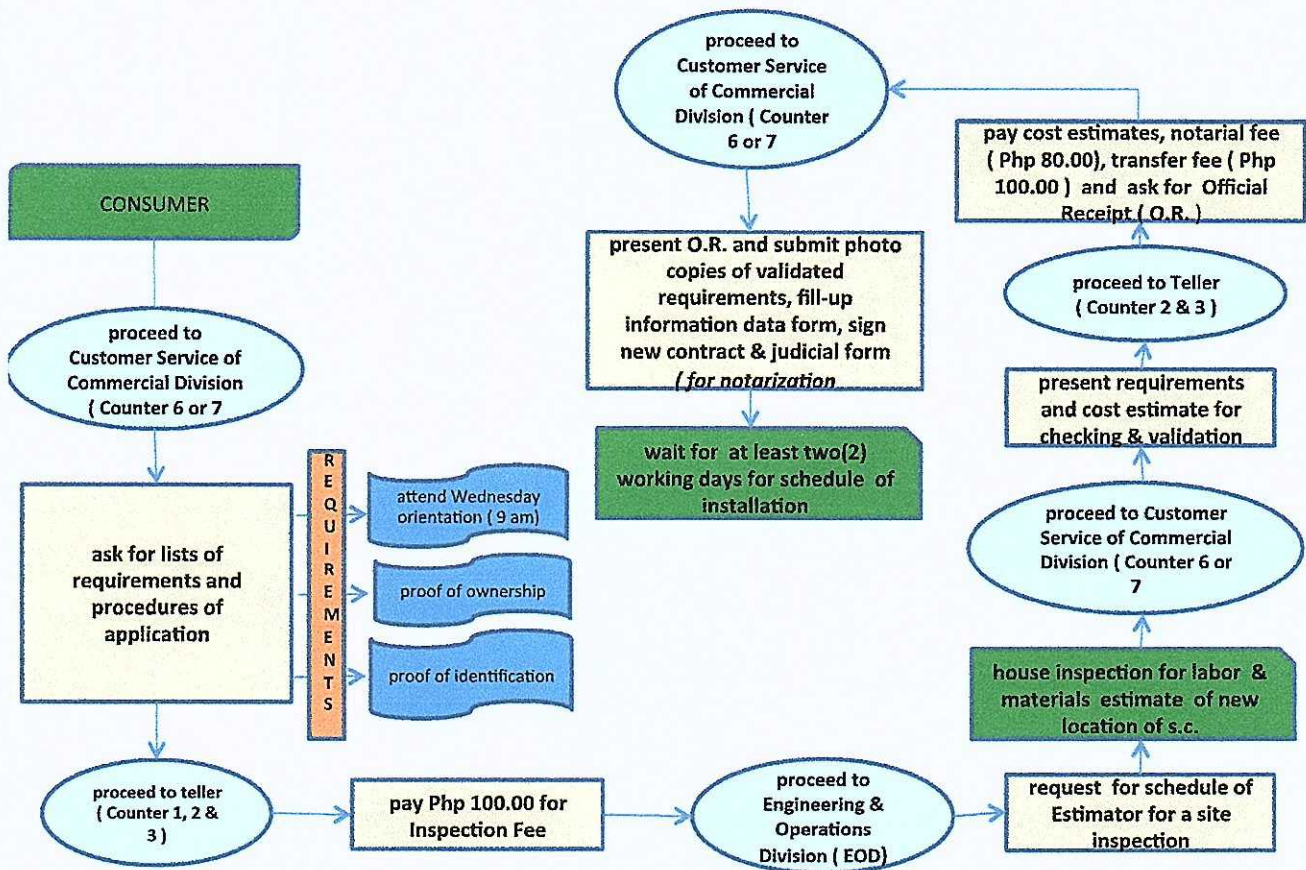 CONSUMER
proceed to
Customer Service of
Commercial Division
( Counter 6 or 7
ask for lists of
requirements and
procedures of
application
REQUIREMENTS
attend Wednesday
orientation ( 9 am)
proof of ownership
proof of identification
proceed to teller
( Counter 1, 2 &
3 )
pay Php 100.00 for
Inspection Fee
proceed to
Engineering &
Operations
Division ( EOD)
request for schedule of
Estimator for a site
inspection
house inspection for labor &
materials estimate of new
location of s.c.
proceed to Customer
Service of Commercial
Division ( Counter 6 or
7
present requirements
and cost estimate for
checking & validation
proceed to Teller
( Counter 2 & 3 )
pay cost estimates, notarial fee
( Php 80.00), transfer fee ( Php
100.00 ) and ask for Official
Receipt ( O.R. )
proceed to
Customer Service
of Commercial
Division ( Counter
6 or 7
present O.R. and submit photo
copies of validated
requirements, fill-up
information data form, sign
new contract & judicial form
( for notarization
wait for at least two(2)
working days for schedule of
installation